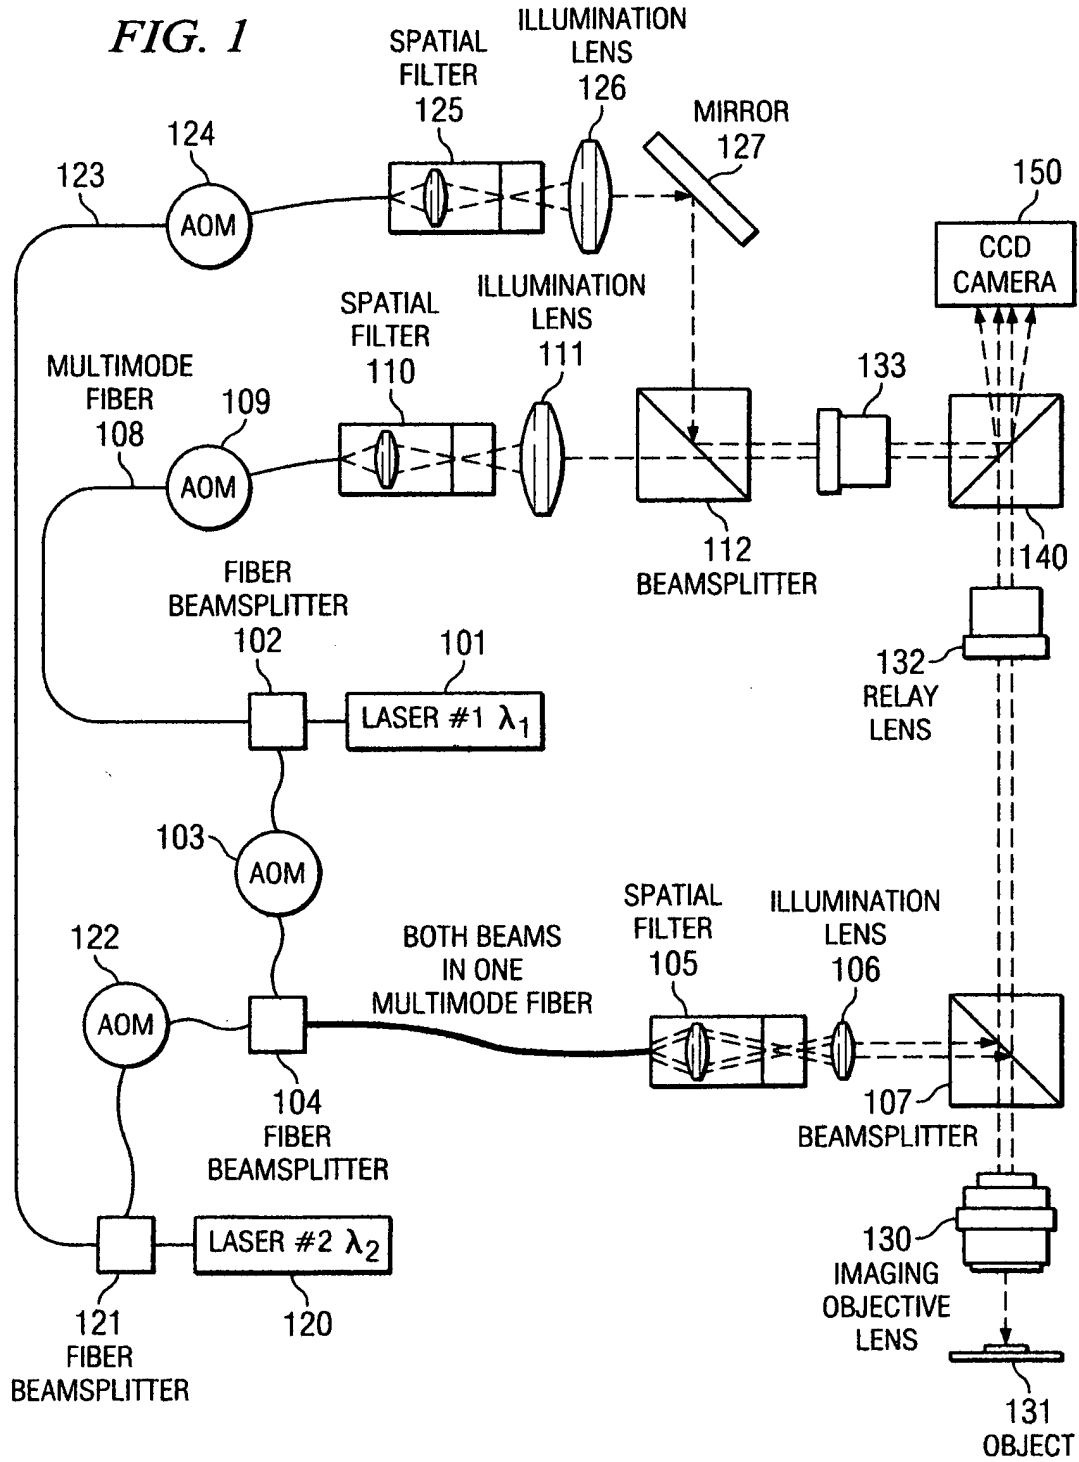 FIG. 1
SPATIAL
FILTER
125
ILLUMINATION
LENS
126
MIRROR
127
124
123
AOM
150
CCD
CAMERA
SPATIAL
FILTER
110
ILLUMINATION
LENS
111
133
MULTIMODE
FIBER
108
109
AOM
112
BEAMSPLITTER
140
FIBER
BEAMSPLITTER
102
101
LASER #1 λ1
132
RELAY
LENS
103
AOM
122
AOM
BOTH BEAMS
IN ONE
MULTIMODE FIBER
SPATIAL
FILTER
105
ILLUMINATION
LENS
106
104
FIBER
BEAMSPLITTER
107
BEAMSPLITTER
LASER #2 λ2
121
FIBER
BEAMSPLITTER
120
130
IMAGING
OBJECTIVE
LENS
131
OBJECT